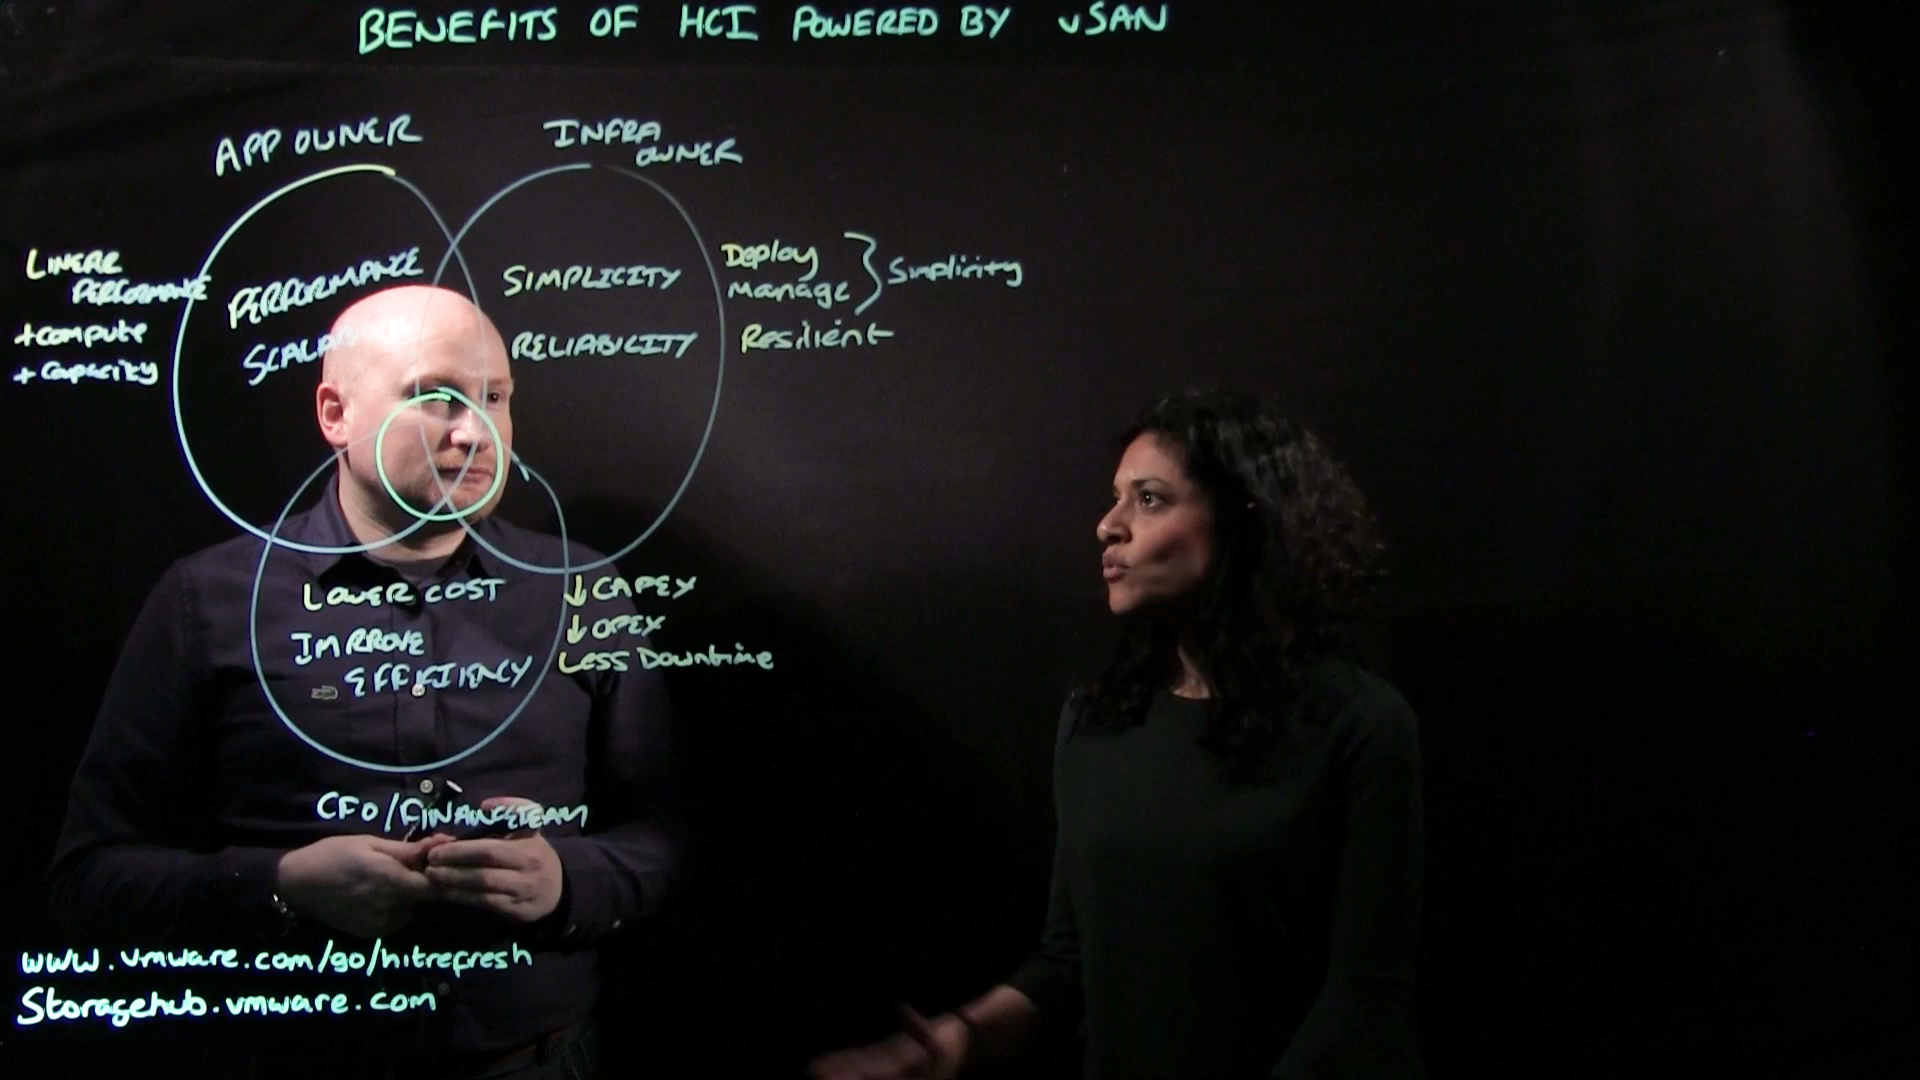 BENEFITS OF HCI POWERED BY vSAN
APP OWNER
INFRA
OWNER
LINEAR
PERFORMANCE
+compute
+ Capacity
PERFORMANCE
SIMPLICITY
RELIABILITY
Deploy
manage
Simplicity
Resilient
LOWER COST
IMPROVE
EFFICIENCY
↓ CAPEX
↓ OPEX
LESS DOWNtime
CFO/FINANCE TEAM
www.vmware.com/go/hitrefresh
Storagehub.vmware.com